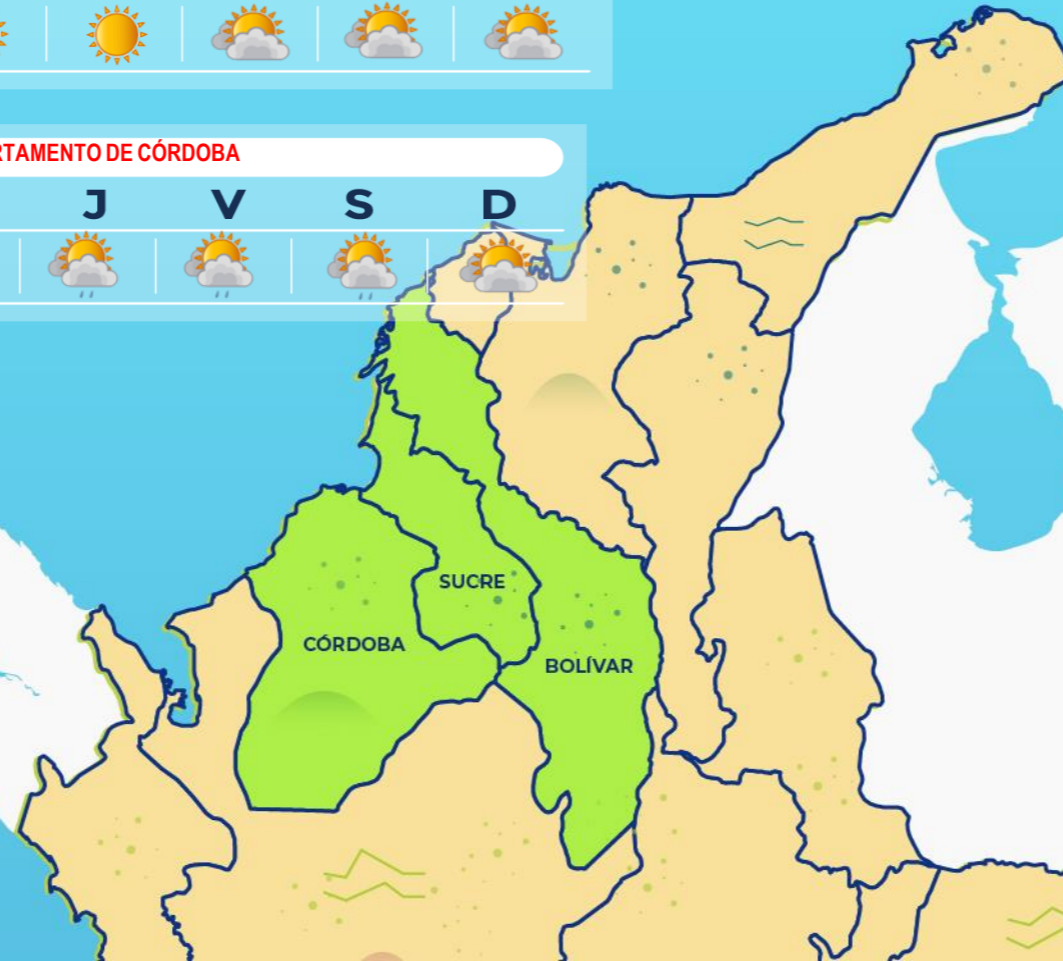 RTAMENTO DE CÓRDOBA
J V S D
SUCRE
CÓRDOBA
BOLÍVAR